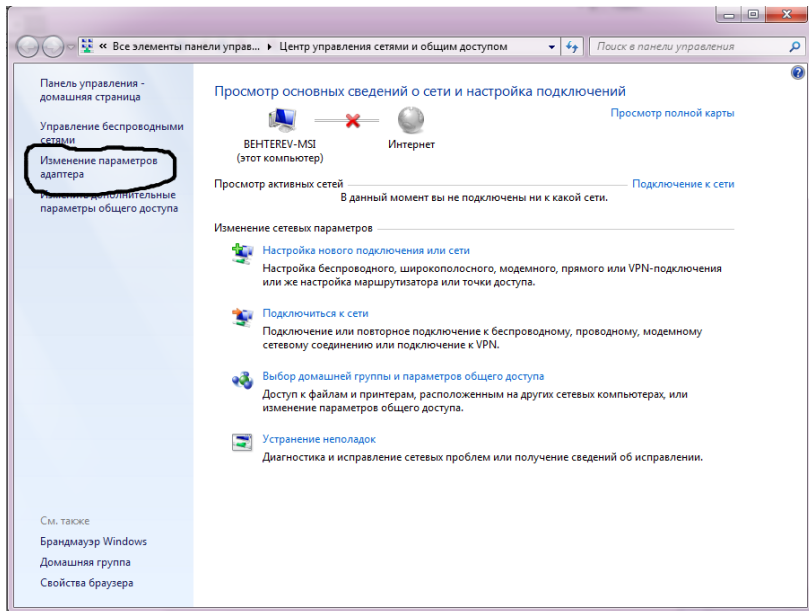 « Все элементы панели управ... ▸ Центр управления сетями и общим доступом
Поиск в панели управления
Панель управления -
домашняя страница
Управление беспроводными
сетями
Изменение параметров
адаптера
Изменить дополнительные
параметры общего доступа
См. также
Брандмауэр Windows
Домашняя группа
Свойства браузера
Просмотр основных сведений о сети и настройка подключений
Просмотр полной карты
BEHTEREV-MSI
(этот компьютер)
Интернет
Просмотр активных сетей
Подключение к сети
В данный момент вы не подключены ни к какой сети.
Изменение сетевых параметров
Настройка нового подключения или сети
Настройка беспроводного, широкополосного, модемного, прямого или VPN-подключения
или же настройка маршрутизатора или точки доступа.
Подключиться к сети
Подключение или повторное подключение к беспроводному, проводному, модемному
сетевому соединению или подключение к VPN.
Выбор домашней группы и параметров общего доступа
Доступ к файлам и принтерам, расположенным на других сетевых компьютерах, или
изменение параметров общего доступа.
Устранение неполадок
Диагностика и исправление сетевых проблем или получение сведений об исправлении.